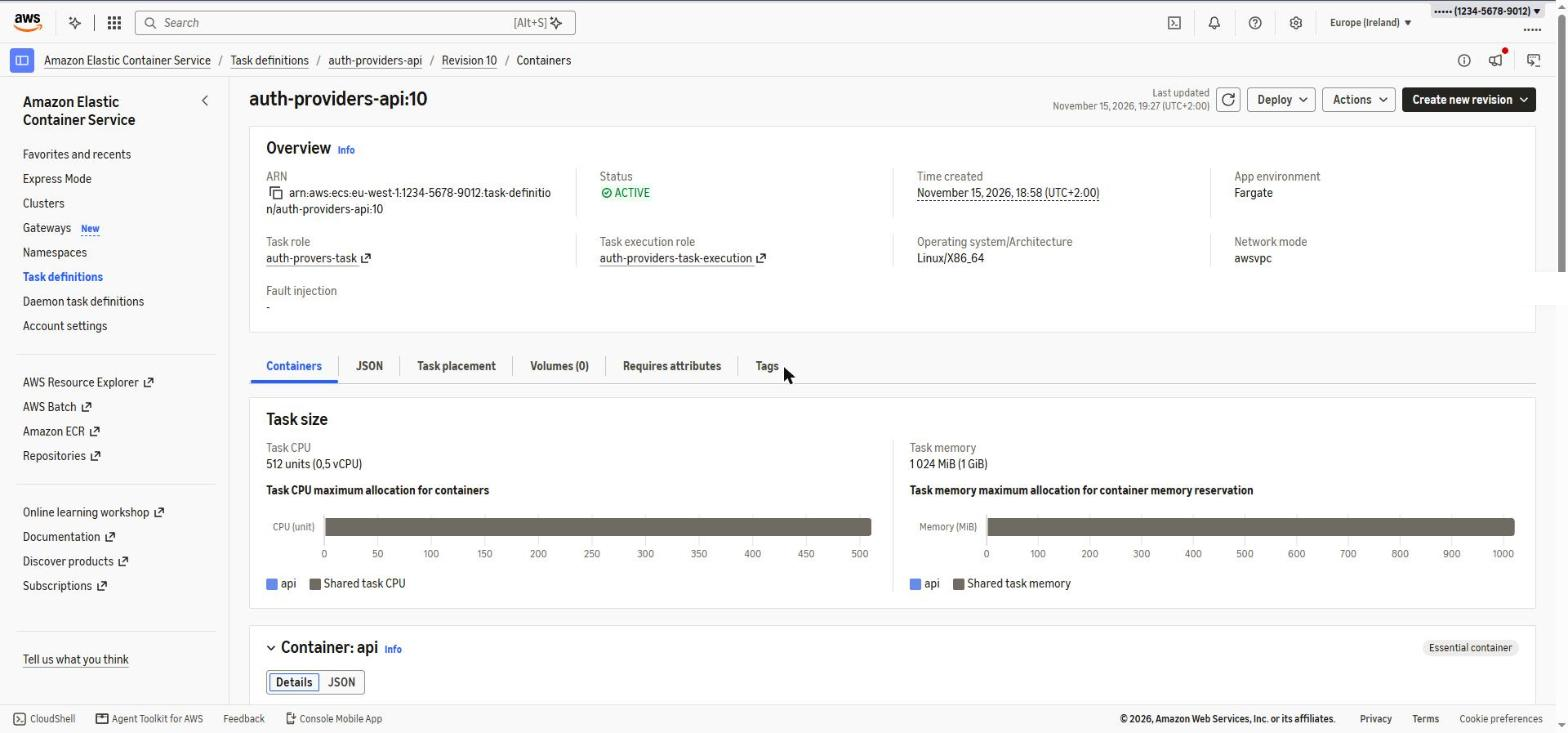 aws
Search [Alt+S]
Europe (Ireland)
••••• (1234-5678-9012)
•••••
Amazon Elastic Container Service / Task definitions / auth-providers-api / Revision 10 / Containers
Amazon Elastic
Container Service
Favorites and recents
Express Mode
Clusters
Gateways New
Namespaces
Task definitions
Daemon task definitions
Account settings
AWS Resource Explorer
AWS Batch
Amazon ECR
Repositories
Online learning workshop
Documentation
Discover products
Subscriptions
Tell us what you think
auth-providers-api:10
Last updated
November 15, 2026, 19:27 (UTC+2:00)
Deploy
Actions
Create new revision
Overview Info
ARN
arn:aws:ecs:eu-west-1:1234-5678-9012:task-definitio
n/auth-providers-api:10
Status
ACTIVE
Time created
November 15, 2026, 18:58 (UTC+2:00)
App environment
Fargate
Task role
auth-provers-task
Task execution role
auth-providers-task-execution
Operating system/Architecture
Linux/X86_64
Network mode
awsvpc
Fault injection
-
Containers
JSON
Task placement
Volumes (0)
Requires attributes
Tags
Task size
Task CPU
512 units (0,5 vCPU)
Task CPU maximum allocation for containers
CPU (unit)
0 50 100 150 200 250 300 350 400 450 500
api Shared task CPU
Task memory
1 024 MiB (1 GiB)
Task memory maximum allocation for container memory reservation
Memory (MiB)
0 100 200 300 400 500 600 700 800 900 1000
api Shared task memory
Container: api Info
Essential container
Details JSON
CloudShell Agent Toolkit for AWS Feedback Console Mobile App
© 2026, Amazon Web Services, Inc. or its affiliates. Privacy Terms Cookie preferences